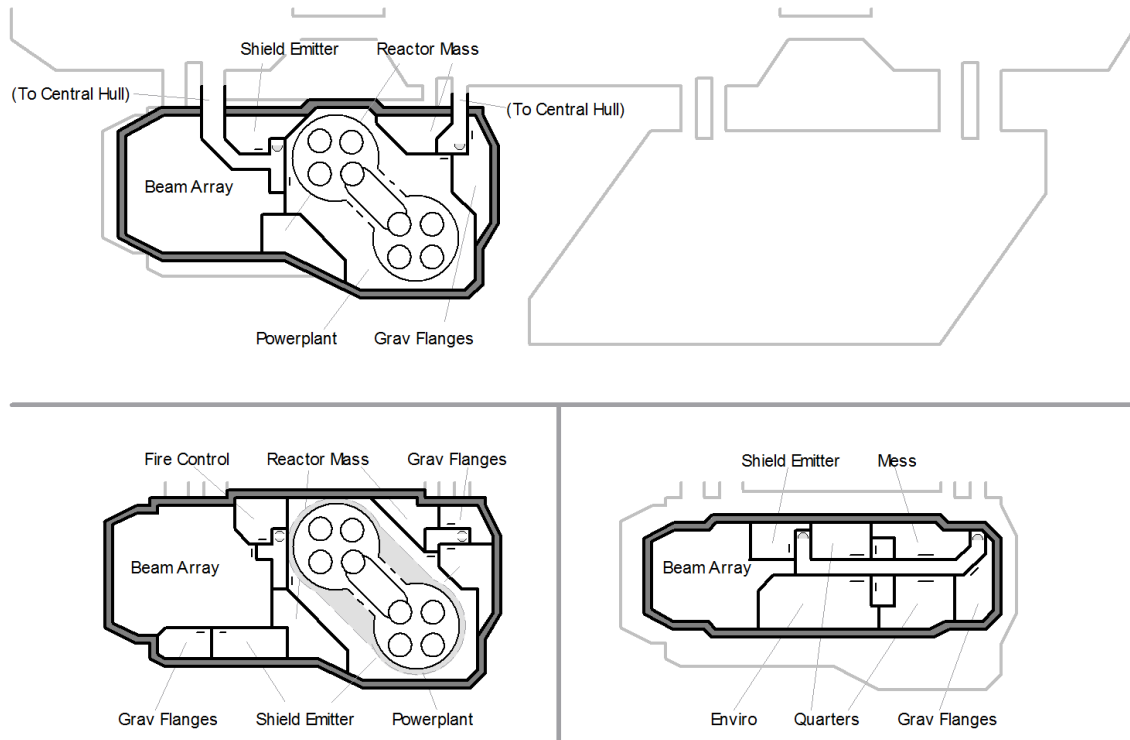 Shield Emitter
Reactor Mass
(To Central Hull)
(To Central Hull)
Beam Array
Powerplant
Grav Flanges
Fire Control
Reactor Mass
Grav Flanges
Beam Array
Grav Flanges
Shield Emitter
Powerplant
Shield Emitter
Mess
Beam Array
Enviro
Quarters
Grav Flanges